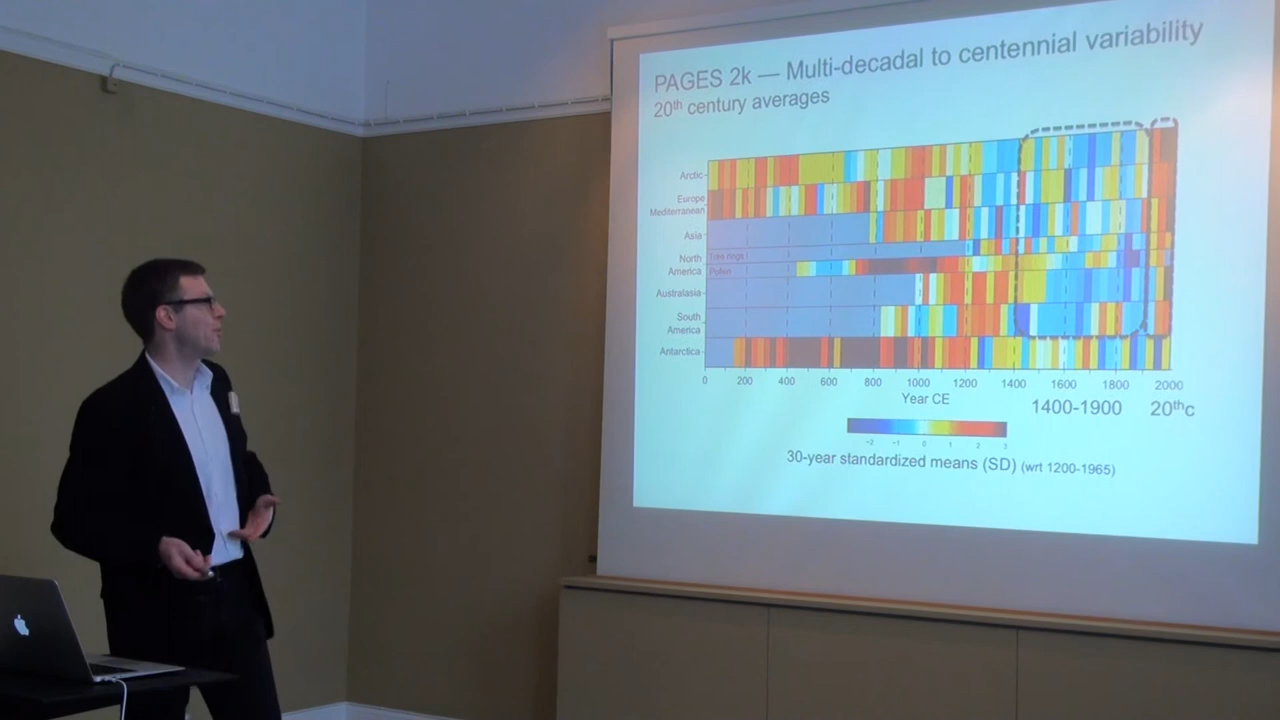 PAGES 2k — Multi-decadal to centennial variability
20th century averages
Arctic
Europe
Mediterranean
Asia
North
America
Tree rings
Pollen
Australasia
South
America
Antarctica
0 200 400 600 800 1000 1200 1400 1600 1800 2000
Year CE
1400-1900 20thc
-2 -1 0 1 2 3
30-year standardized means (SD) (wrt 1200-1965)